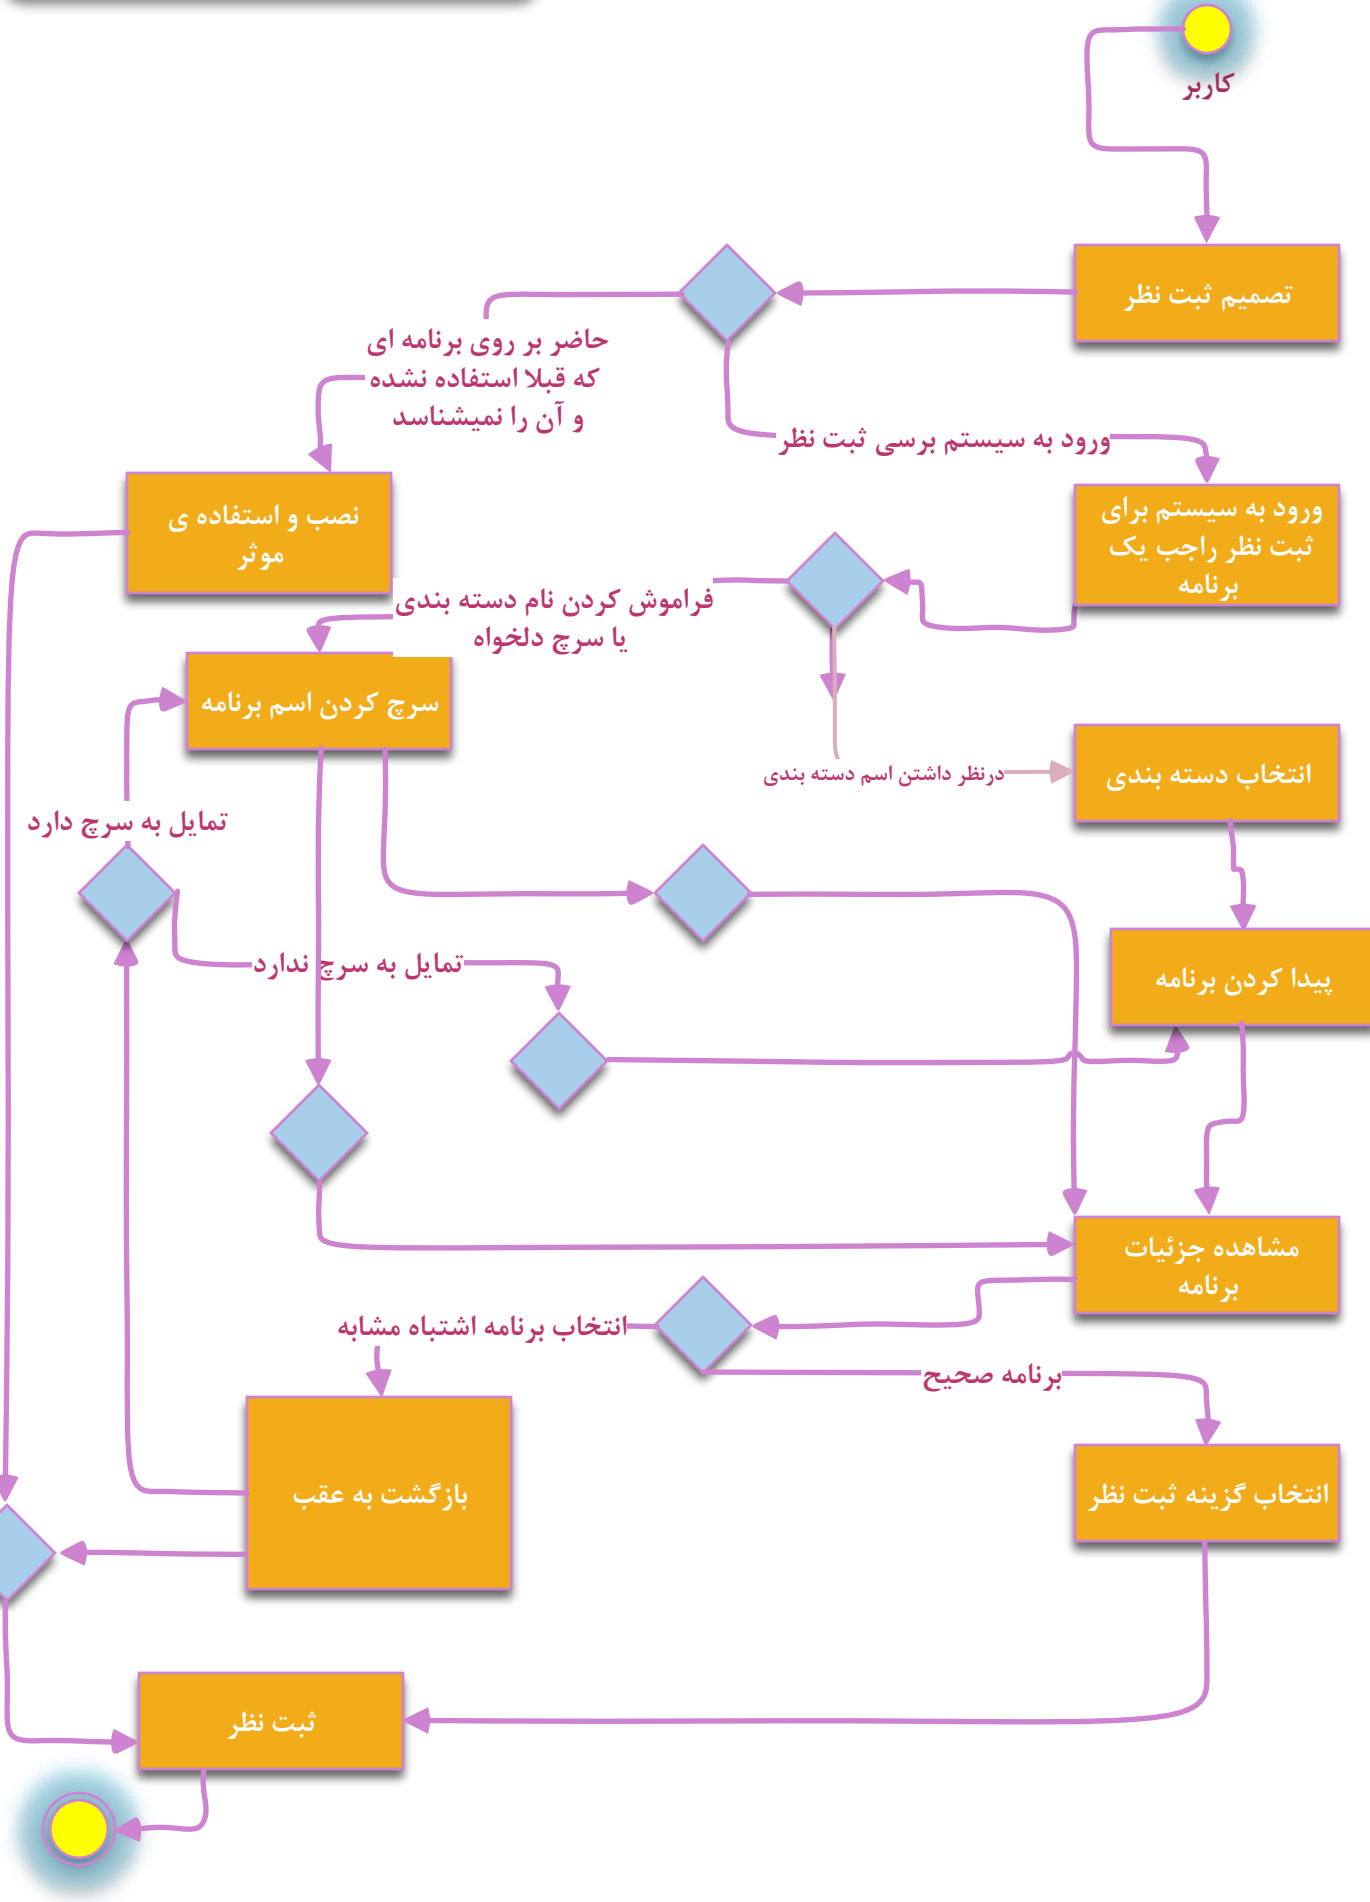 کاربر
تصمیم ثبت نظر
حاضر بر روی برنامه ای
که قبلا استفاده نشده
و آن را نمیشناسد
ورود به سیستم برسی ثبت نظر
نصب و استفاده ی
موثر
ورود به سیستم برای
ثبت نظر راجب یک
برنامه
فراموش کردن نام دسته بندی
یا سرچ دلخواه
سرچ کردن اسم برنامه
درنظر داشتن اسم دسته بندی
انتخاب دسته بندی
تمایل به سرچ دارد
تمایل به سرچ ندارد
پیدا کردن برنامه
مشاهده جزئیات
برنامه
انتخاب برنامه اشتباه مشابه
برنامه صحیح
بازگشت به عقب
انتخاب گزینه ثبت نظر
ثبت نظر